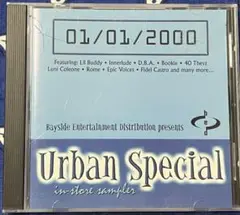 01/01/2000
Featuring: Lil Buddy • Innerlude • D.B.A. • Bookie • 40 Thevz
Luni Coleone • Rome • Epic Voices • Fidel Castro and many more...
Bayside Entertainment Distribution presents
Urban Special
in-store sampler